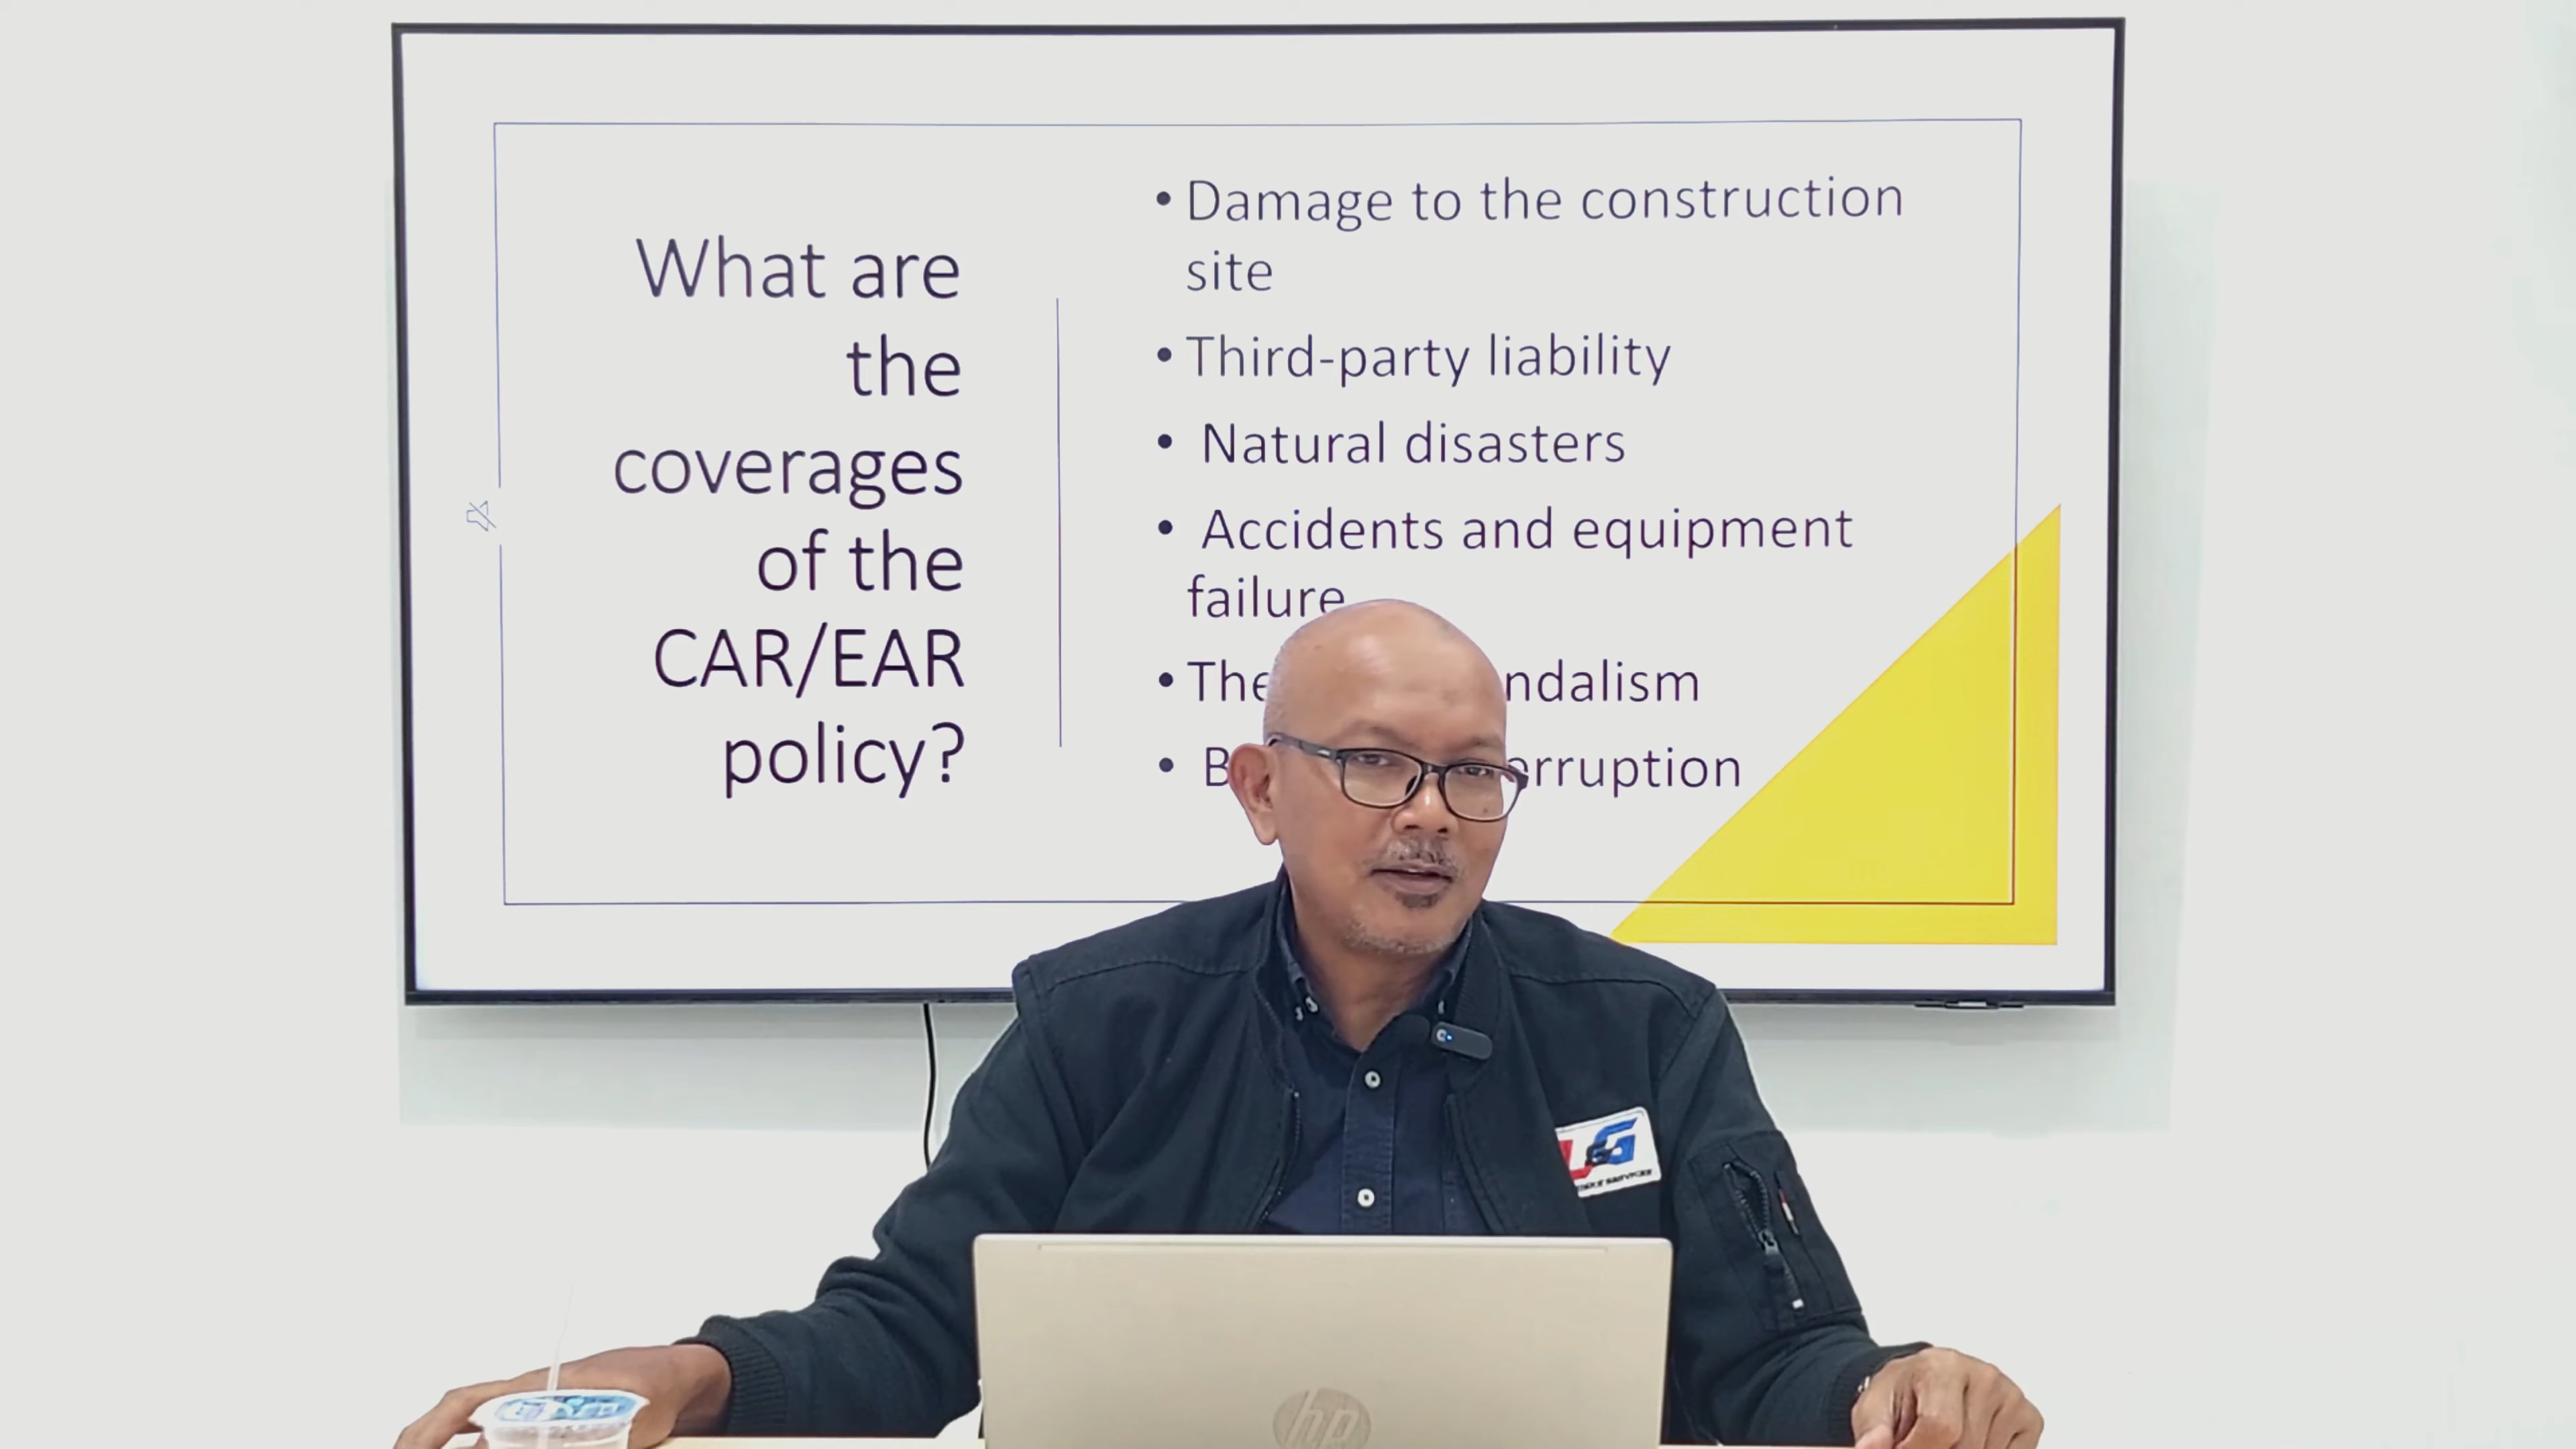 What are
the
coverages
of the
CAR/EAR
policy?
• Damage to the construction
site
• Third-party liability
• Natural disasters
• Accidents and equipment
failure
• The ndalism
• B erruption
L&G
hp